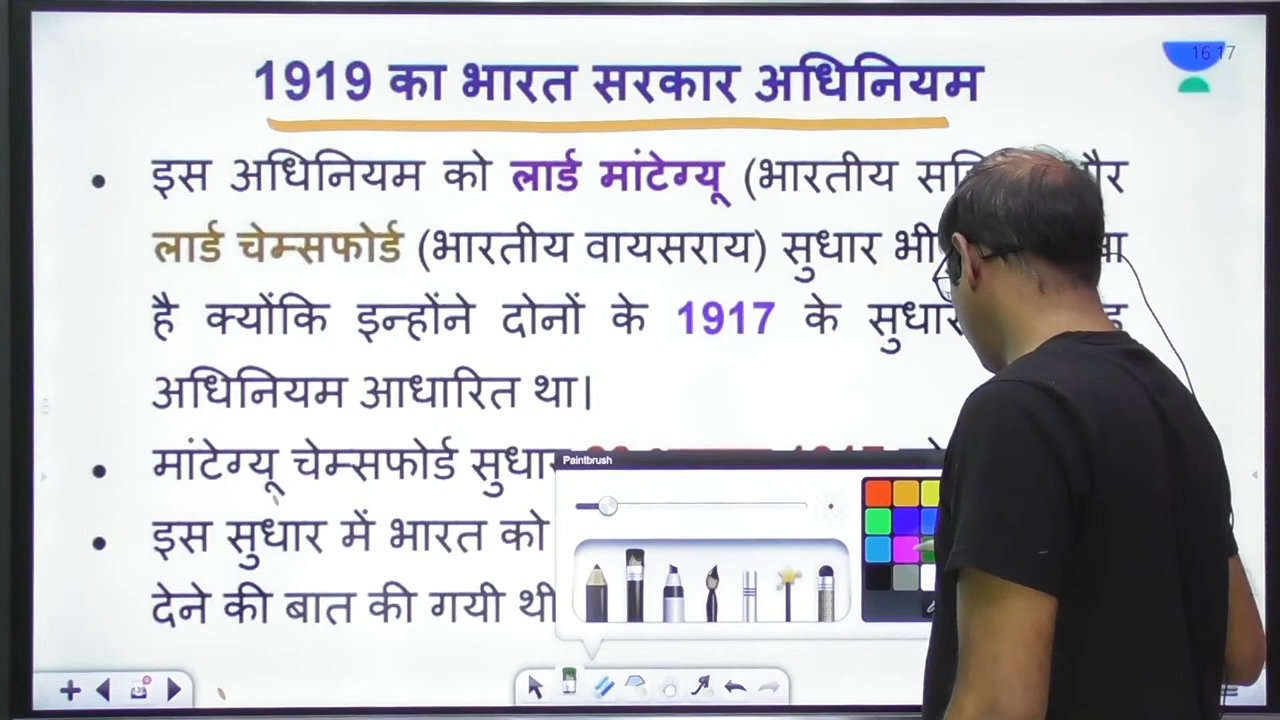 16:17
1919 का भारत सरकार अधिनियम
• इस अधिनियम को लार्ड मांटेग्यू (भारतीय
लार्ड चेम्सफोर्ड (भारतीय वायसराय) सुधार भी
है क्योंकि इन्होंने दोनों के 1917 के सुधार
अधिनियम आधारित था।
• मांटेग्यू चेम्सफोर्ड सुधार
Paintbrush
• इस सुधार में भारत को
देने की बात की गयी थी